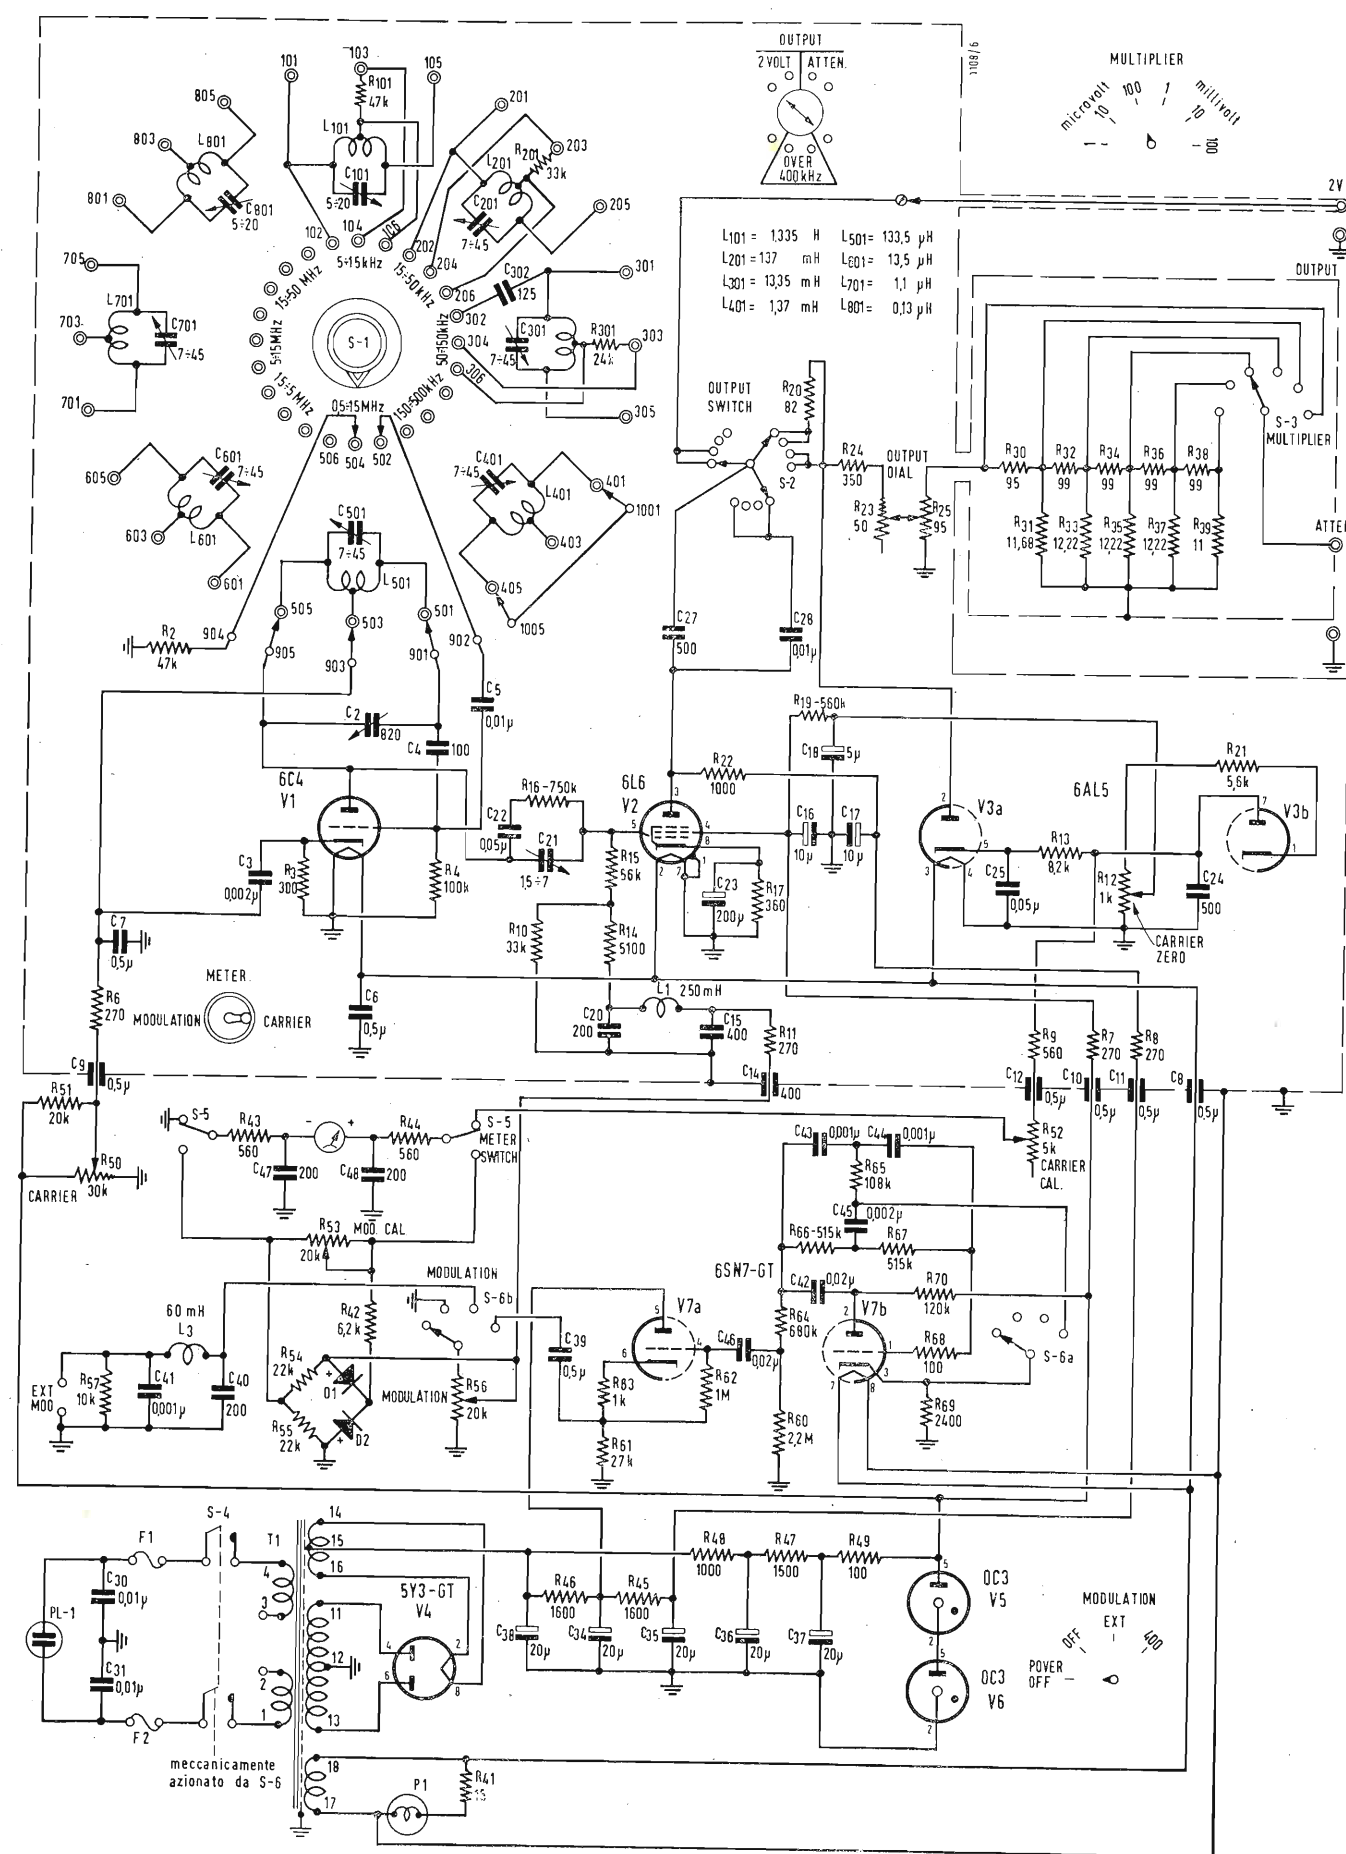 OUTPUT
2 VOLT ATTEN.
OVER
400kHz
1108/6
MULTIPLIER
microvolt millivolt
1 10 100 1 10 100
2V
OUTPUT
101
103
105
R101
47k
L101
C101
5÷20
102
104
106
5÷15kHz
805
803
L801
801
C801
5÷20
201
203
R201
33k
L201
C201
7÷45
205
202
204
206
15÷50kHz
C302
125
301
302
304
306
50÷150kHz
C301
7÷45
R301
24k
303
305
L101= 1,335 H L501= 133,5 µH
L201= 137 mH L601= 13,5 µH
L301= 13,35 mH L701= 1,1 µH
L401= 1,37 mH L801= 0,13 µH
705
L701
703
C701
7÷45
701
15÷50 MHz
5÷15MHz
15÷5MHz
0,5÷15MHz
150÷500kHz
S-1
506
504
502
605
C601
7÷45
603
L601
601
C401
7÷45
L401
401
1001
403
405
1005
C501
7÷45
L501
505
503
501
R2
47k
904
905
903
901
902
OUTPUT
SWITCH
S-2
R20
82
R24
350
OUTPUT
DIAL
R23
50
R25
95
R30
95
R32
99
R34
99
R36
99
R38
99
R31
11,68
R33
12,22
R35
12,22
R37
12,22
R39
11
S-3
MULTIPLIER
ATTE
C27
500
C28
0,01µ
C2
820
C4
100
C5
0,01µ
6C4
V1
C3
0,002µ
R3
300
R4
100k
C7
0,5µ
R6
270
C6
0,5µ
METER
MODULATION CARRIER
R16-750k
C22
0,05µ
C21
1,5÷7
R15
56k
R10
33k
R14
5100
6L6
V2
R22
1000
R19-560k
C18
5µ
C16
10µ
C17
10µ
C23
200µ
R17
360
V3a
6AL5
V3b
R21
5,6k
R13
8,2k
C25
0,05µ
R12
1k
C24
500
CARRIER
ZERO
L1 250mH
C20
200
C15
400
R11
270
C14
400
C9
0,5µ
R9
560
R7
270
R8
270
C12
0,5µ
C10
0,5µ
C11
0,5µ
C8
0,5µ
R51
20k
R50
30k
CARRIER
S-5
R43
560
- +
R44
560
S-5
METER
SWITCH
C47
200
C48
200
R52
5k
CARRIER
CAL.
R53
20k
MOD. CAL
R42
6,2k
C43
0,001µ
C44
0,001µ
R65
108k
C45
0,002µ
R66-515k
R67
515k
6SN7-GT
C42
0,02µ
R70
120k
R64
680k
V7b
R68
100
S-6a
R69
2400
MODULATION
S-6b
C39
0,5µ
V7a
C46
0,02µ
R62
1M
R83
1k
R61
27k
R60
2,2M
60mH
L3
EXT
MOD
R57
10k
C41
0,001µ
C40
200
R54
22k
D1
R55
22k
D2
MODULATION
R56
20k
S-4
F1
T1
C30
0,01µ
PL-1
C31
0,01µ
F2
meccanicamente
azionato da S-6
4
3
2
1
14
15
16
11
12
13
18
17
5Y3-GT
V4
P1
R41
R48
1000
R47
1500
R49
100
R46
1600
R45
1600
C38
20µ
C34
20µ
C35
20µ
C36
20µ
C37
20µ
OC3
V5
OC3
V6
MODULATION
EXT
OFF
400
POVER
OFF